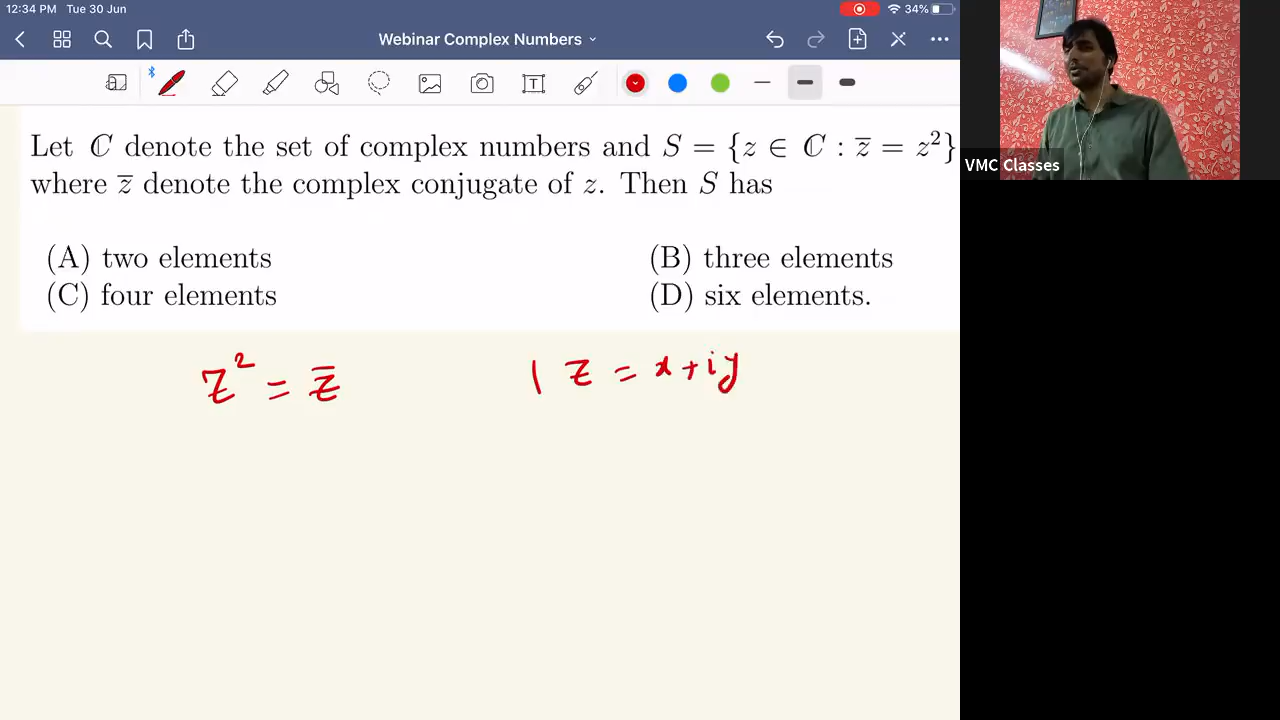 12:34 PM Tue 30 Jun
34%
Webinar Complex Numbers
VMC Classes
Let ℂ denote the set of complex numbers and S = {z ∈ ℂ : z̅ = z²}
where z̅ denote the complex conjugate of z. Then S has
(A) two elements
(B) three elements
(C) four elements
(D) six elements.
z² = z̅
| z = x + iy